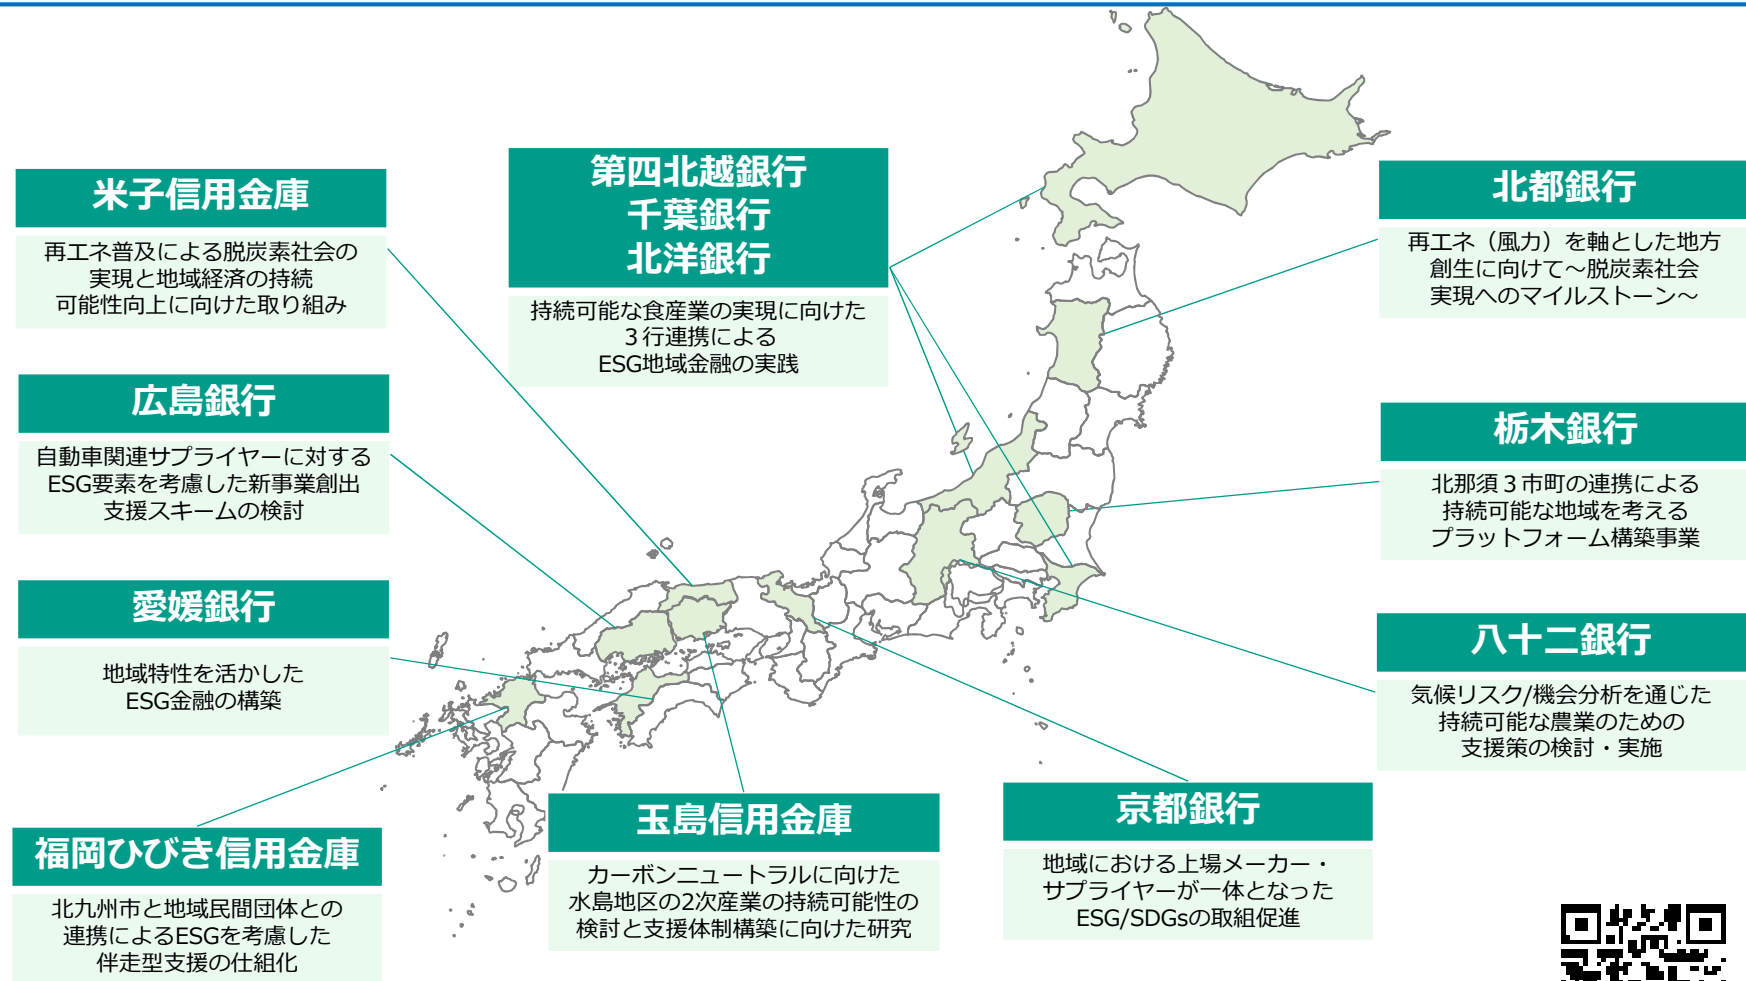 米子信用金庫
再エネ普及による脱炭素社会の
実現と地域経済の持続
可能性向上に向けた取り組み
広島銀行
自動車関連サプライヤーに対する
ESG要素を考慮した新事業創出
支援スキームの検討
愛媛銀行
地域特性を活かした
ESG金融の構築
福岡ひびき信用金庫
北九州市と地域民間団体との
連携によるESGを考慮した
伴走型支援の仕組化
第四北越銀行
千葉銀行
北洋銀行
持続可能な食産業の実現に向けた
３行連携による
ESG地域金融の実践
玉島信用金庫
カーボンニュートラルに向けた
水島地区の2次産業の持続可能性の
検討と支援体制構築に向けた研究
京都銀行
地域における上場メーカー・
サプライヤーが一体となった
ESG/SDGsの取組促進
北都銀行
再エネ（風力）を軸とした地方
創生に向けて～脱炭素社会
実現へのマイルストーン～
栃木銀行
北那須３市町の連携による
持続可能な地域を考える
プラットフォーム構築事業
八十二銀行
気候リスク/機会分析を通じた
持続可能な農業のための
支援策の検討・実施